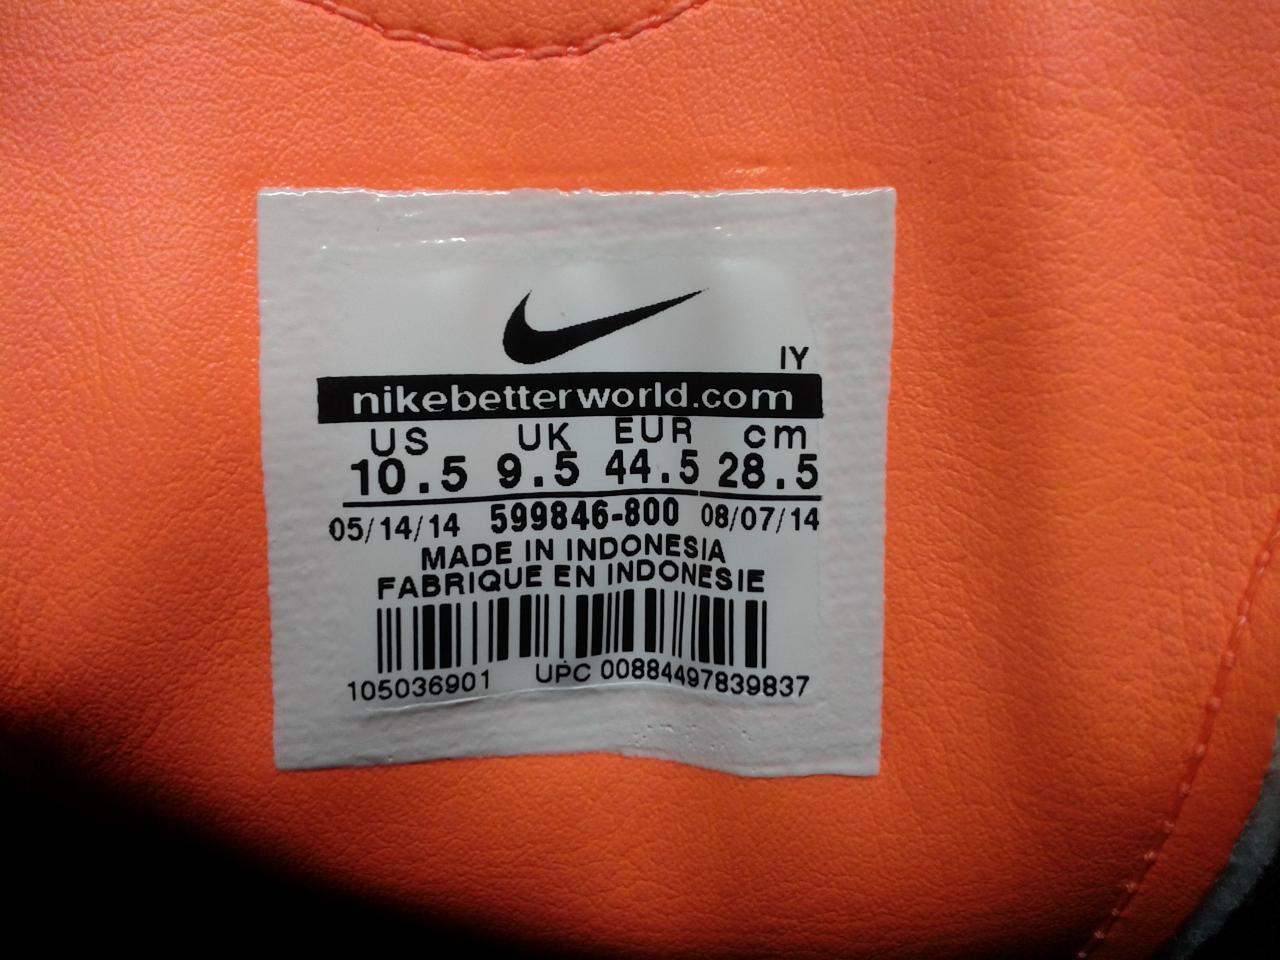 IY
nikebetterworld.com
US UK EUR cm
10.5 9.5 44.5 28.5
05/14/14 599846-800 08/07/14
MADE IN INDONESIA
FABRIQUE EN INDONESIE
105036901 UPC 00884497839837